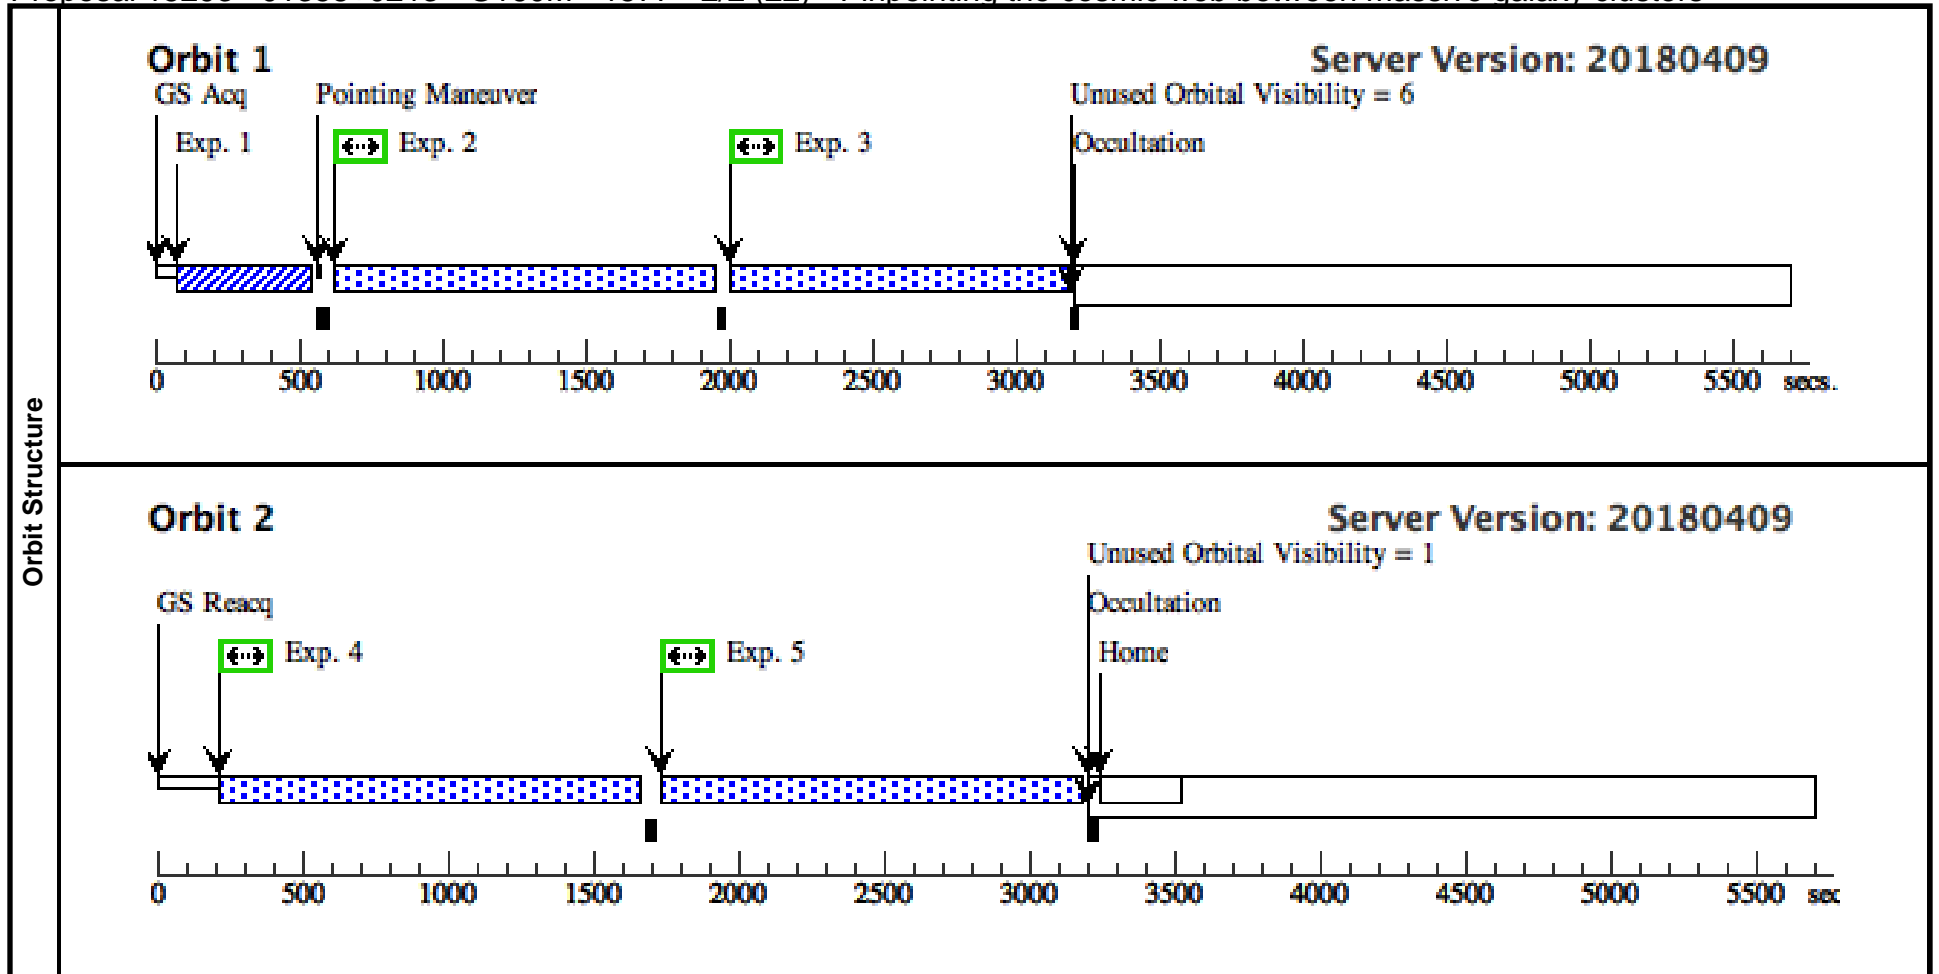 Orbit 1
Server Version: 20180409
GS Acq Pointing Maneuver Unused Orbital Visibility = 6
Exp. 1 Exp. 2 Exp. 3 Occultation
0 500 1000 1500 2000 2500 3000 3500 4000 4500 5000 5500 secs.
Orbit Structure
Orbit 2
Server Version: 20180409
Unused Orbital Visibility = 1
GS Reacq Occultation
Exp. 4 Exp. 5 Home
0 500 1000 1500 2000 2500 3000 3500 4000 4500 5000 5500 sec